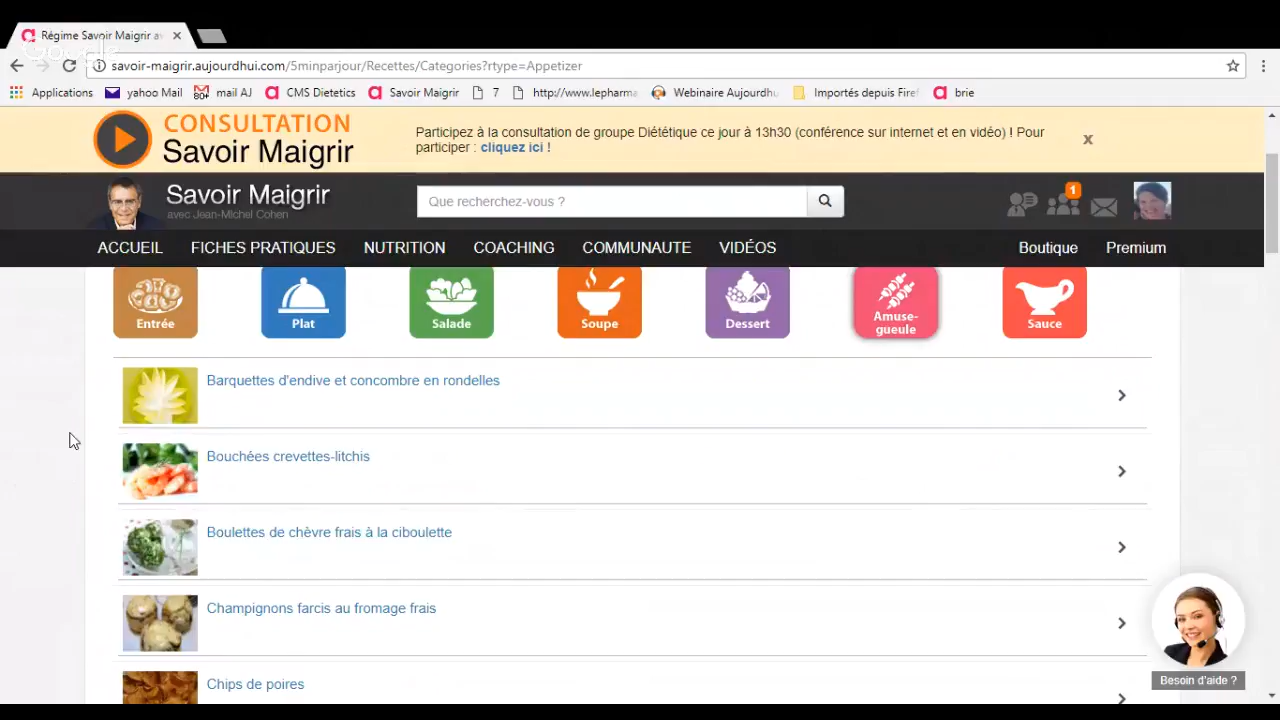 Régime Savoir Maigrir av
Google
savoir-maigrir.aujourdhui.com/5minparjour/Recettes/Categories?rtype=Appetizer
Applications yahoo Mail 80+ mail AJ CMS Dietetics Savoir Maigrir 7 http://www.lepharma Webinaire Aujourdhu Importés depuis Firef brie
CONSULTATION
Savoir Maigrir
Participez à la consultation de groupe Diététique ce jour à 13h30 (conférence sur internet et en vidéo) ! Pour
participer : cliquez ici !
x
Savoir Maigrir
avec Jean-Michel Cohen
Que recherchez-vous ?
1
ACCUEIL FICHES PRATIQUES NUTRITION COACHING COMMUNAUTE VIDÉOS Boutique Premium
Entrée
Plat
Salade
Soupe
Dessert
Amuse-
gueule
Sauce
Barquettes d'endive et concombre en rondelles
Bouchées crevettes-litchis
Boulettes de chèvre frais à la ciboulette
Champignons farcis au fromage frais
Chips de poires
Besoin d'aide ?